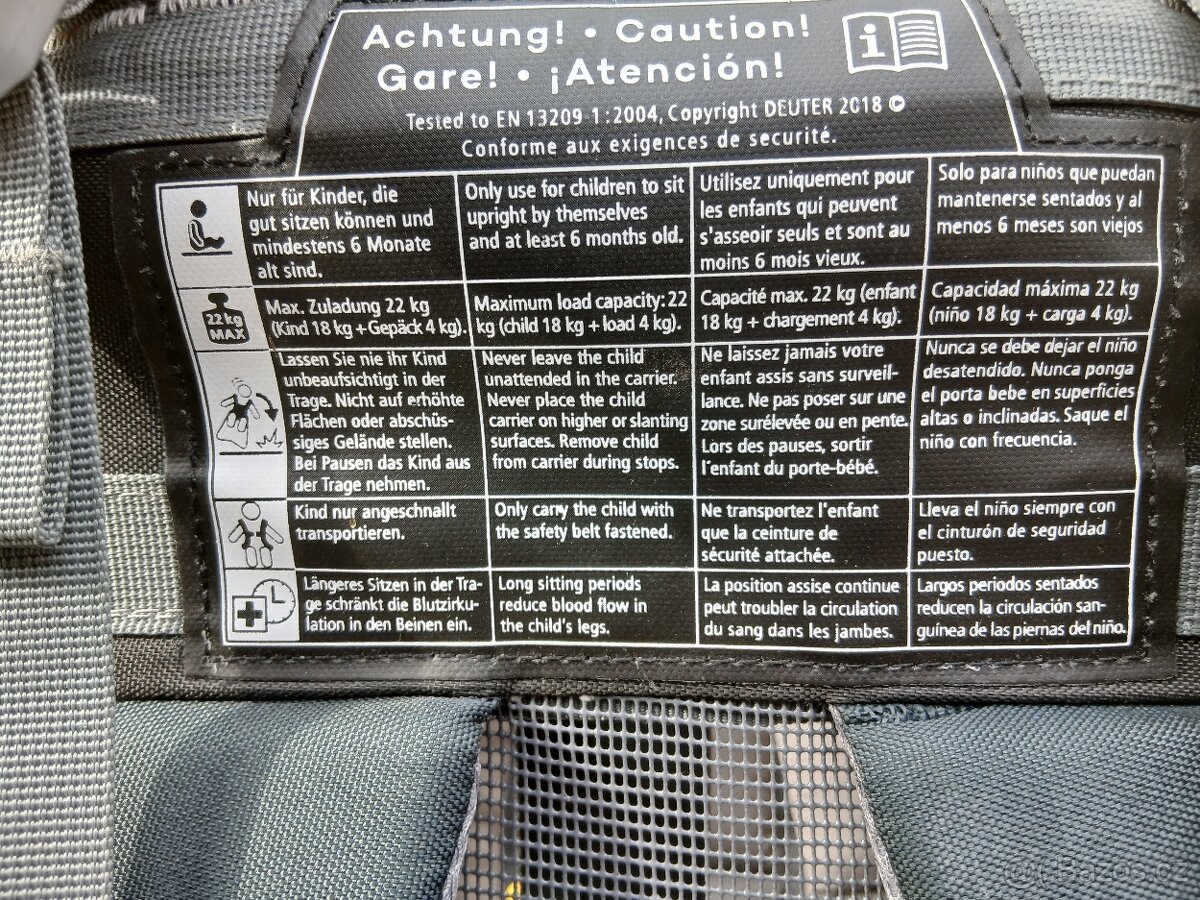 Achtung! • Caution!
Gare! • ¡Atención!
Tested to EN 13209-1:2004, Copyright DEUTER 2018 ©
Conforme aux exigences de securité.
Nur für Kinder, die
gut sitzen können und
mindestens 6 Monate
alt sind.
Only use for children to sit
upright by themselves
and at least 6 months old.
Utilisez uniquement pour
les enfants qui peuvent
s'asseoir seuls et sont au
moins 6 mois vieux.
Solo para niños que puedan
mantenerse sentados y al
menos 6 meses son viejos
22 kg
MAX
Max. Zuladung 22 kg
(Kind 18 kg + Gepäck 4 kg).
Maximum load capacity: 22
kg (child 18 kg + load 4 kg).
Capacité max. 22 kg (enfant
18 kg + chargement 4 kg).
Capacidad máxima 22 kg
(niño 18 kg + carga 4 kg).
Lassen Sie nie ihr Kind
unbeaufsichtigt in der
Trage. Nicht auf erhöhte
Flächen oder abschüs-
siges Gelände stellen.
Bei Pausen das Kind aus
der Trage nehmen.
Never leave the child
unattended in the carrier.
Never place the child
carrier on higher or slanting
surfaces. Remove child
from carrier during stops.
Ne laissez jamais votre
enfant assis sans surveil-
lance. Ne pas poser sur une
zone surélevée ou en pente.
Lors des pauses, sortir
l'enfant du porte-bébé.
Nunca se debe dejar el niño
desatendido. Nunca ponga
el porta bebe en superficies
altas o inclinadas. Saque el
niño con frecuencia.
Kind nur angeschnallt
transportieren.
Only carry the child with
the safety belt fastened.
Ne transportez l'enfant
que la ceinture de
sécurité attachée.
Lleva el niño siempre con
el cinturón de seguridad
puesto.
Längeres Sitzen in der Tra-
ge schränkt die Blutzirku-
lation in den Beinen ein.
Long sitting periods
reduce blood flow in
the child's legs.
La position assise continue
peut troubler la circulation
du sang dans les jambes.
Largos periodos sentados
reducen la circulación san-
guínea de las piernas del niño.